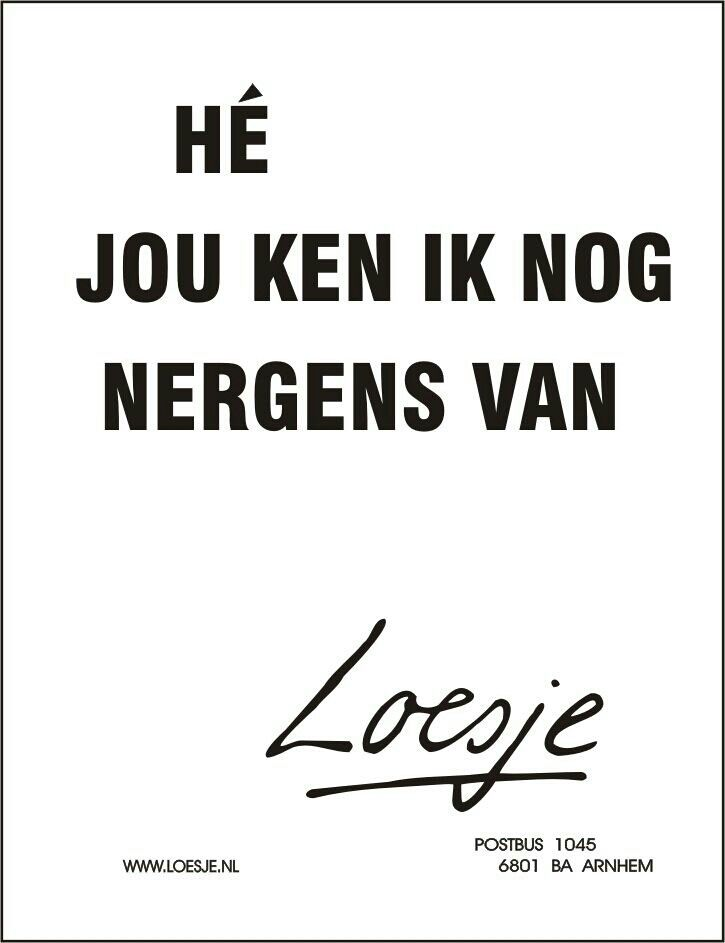 HÉ
JOU KEN IK NOG
NERGENS VAN
Loesje
POSTBUS 1045
WWW.LOESJE.NL 6801 BA ARNHEM